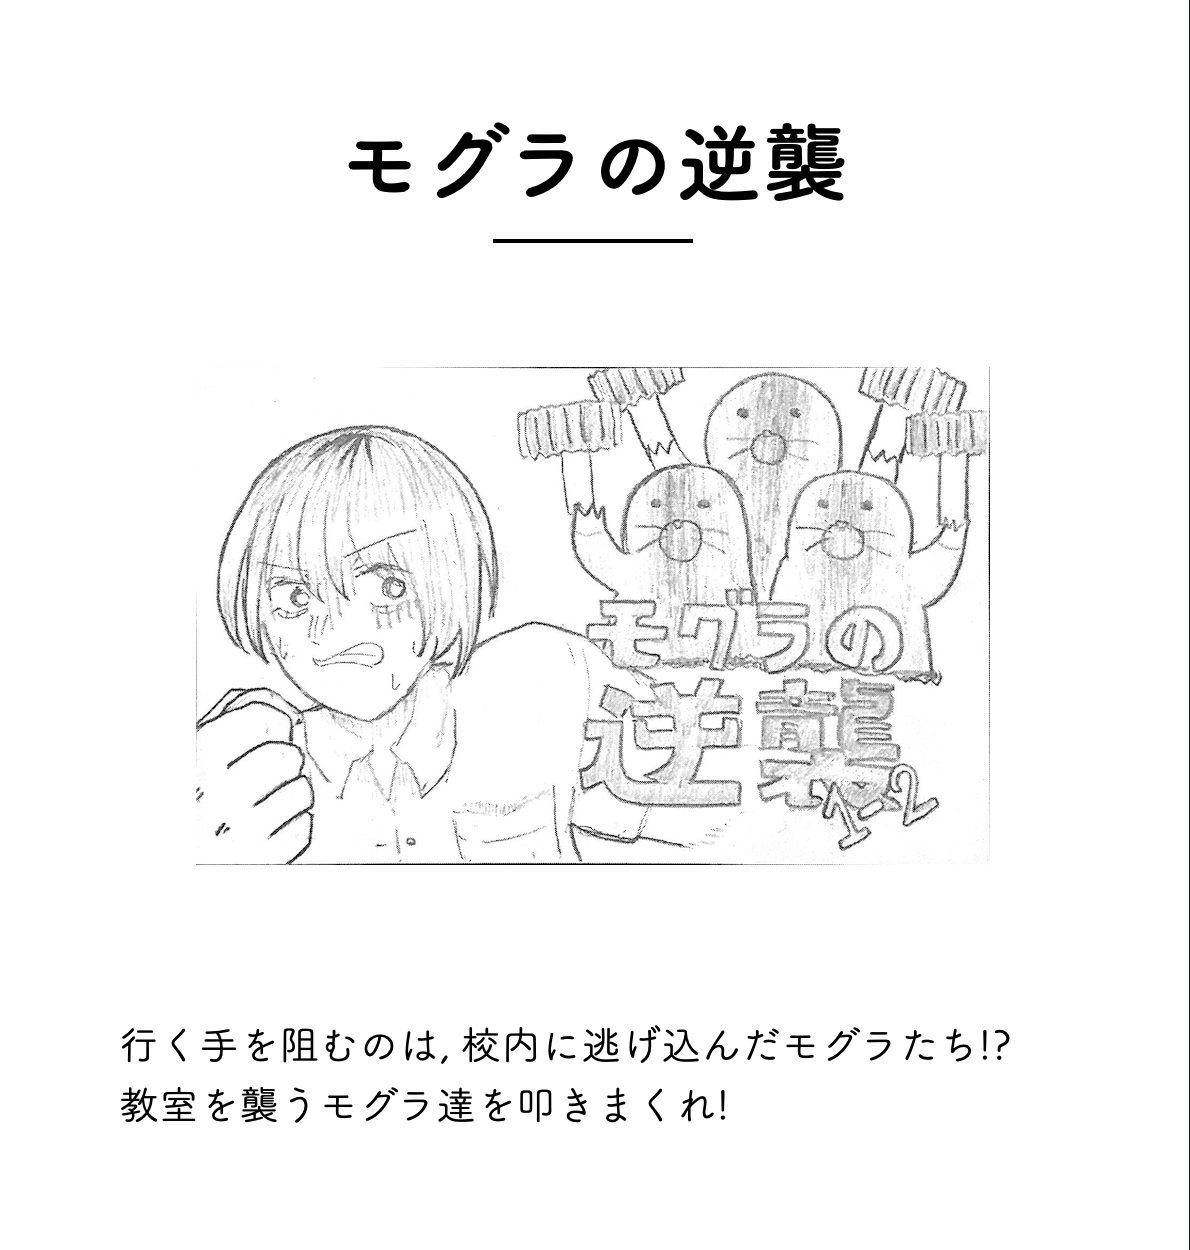 モグラの逆襲
モグラの
逆襲
1-2
行く手を阻むのは, 校内に逃げ込んだモグラたち!?
教室を襲うモグラ達を叩きまくれ!